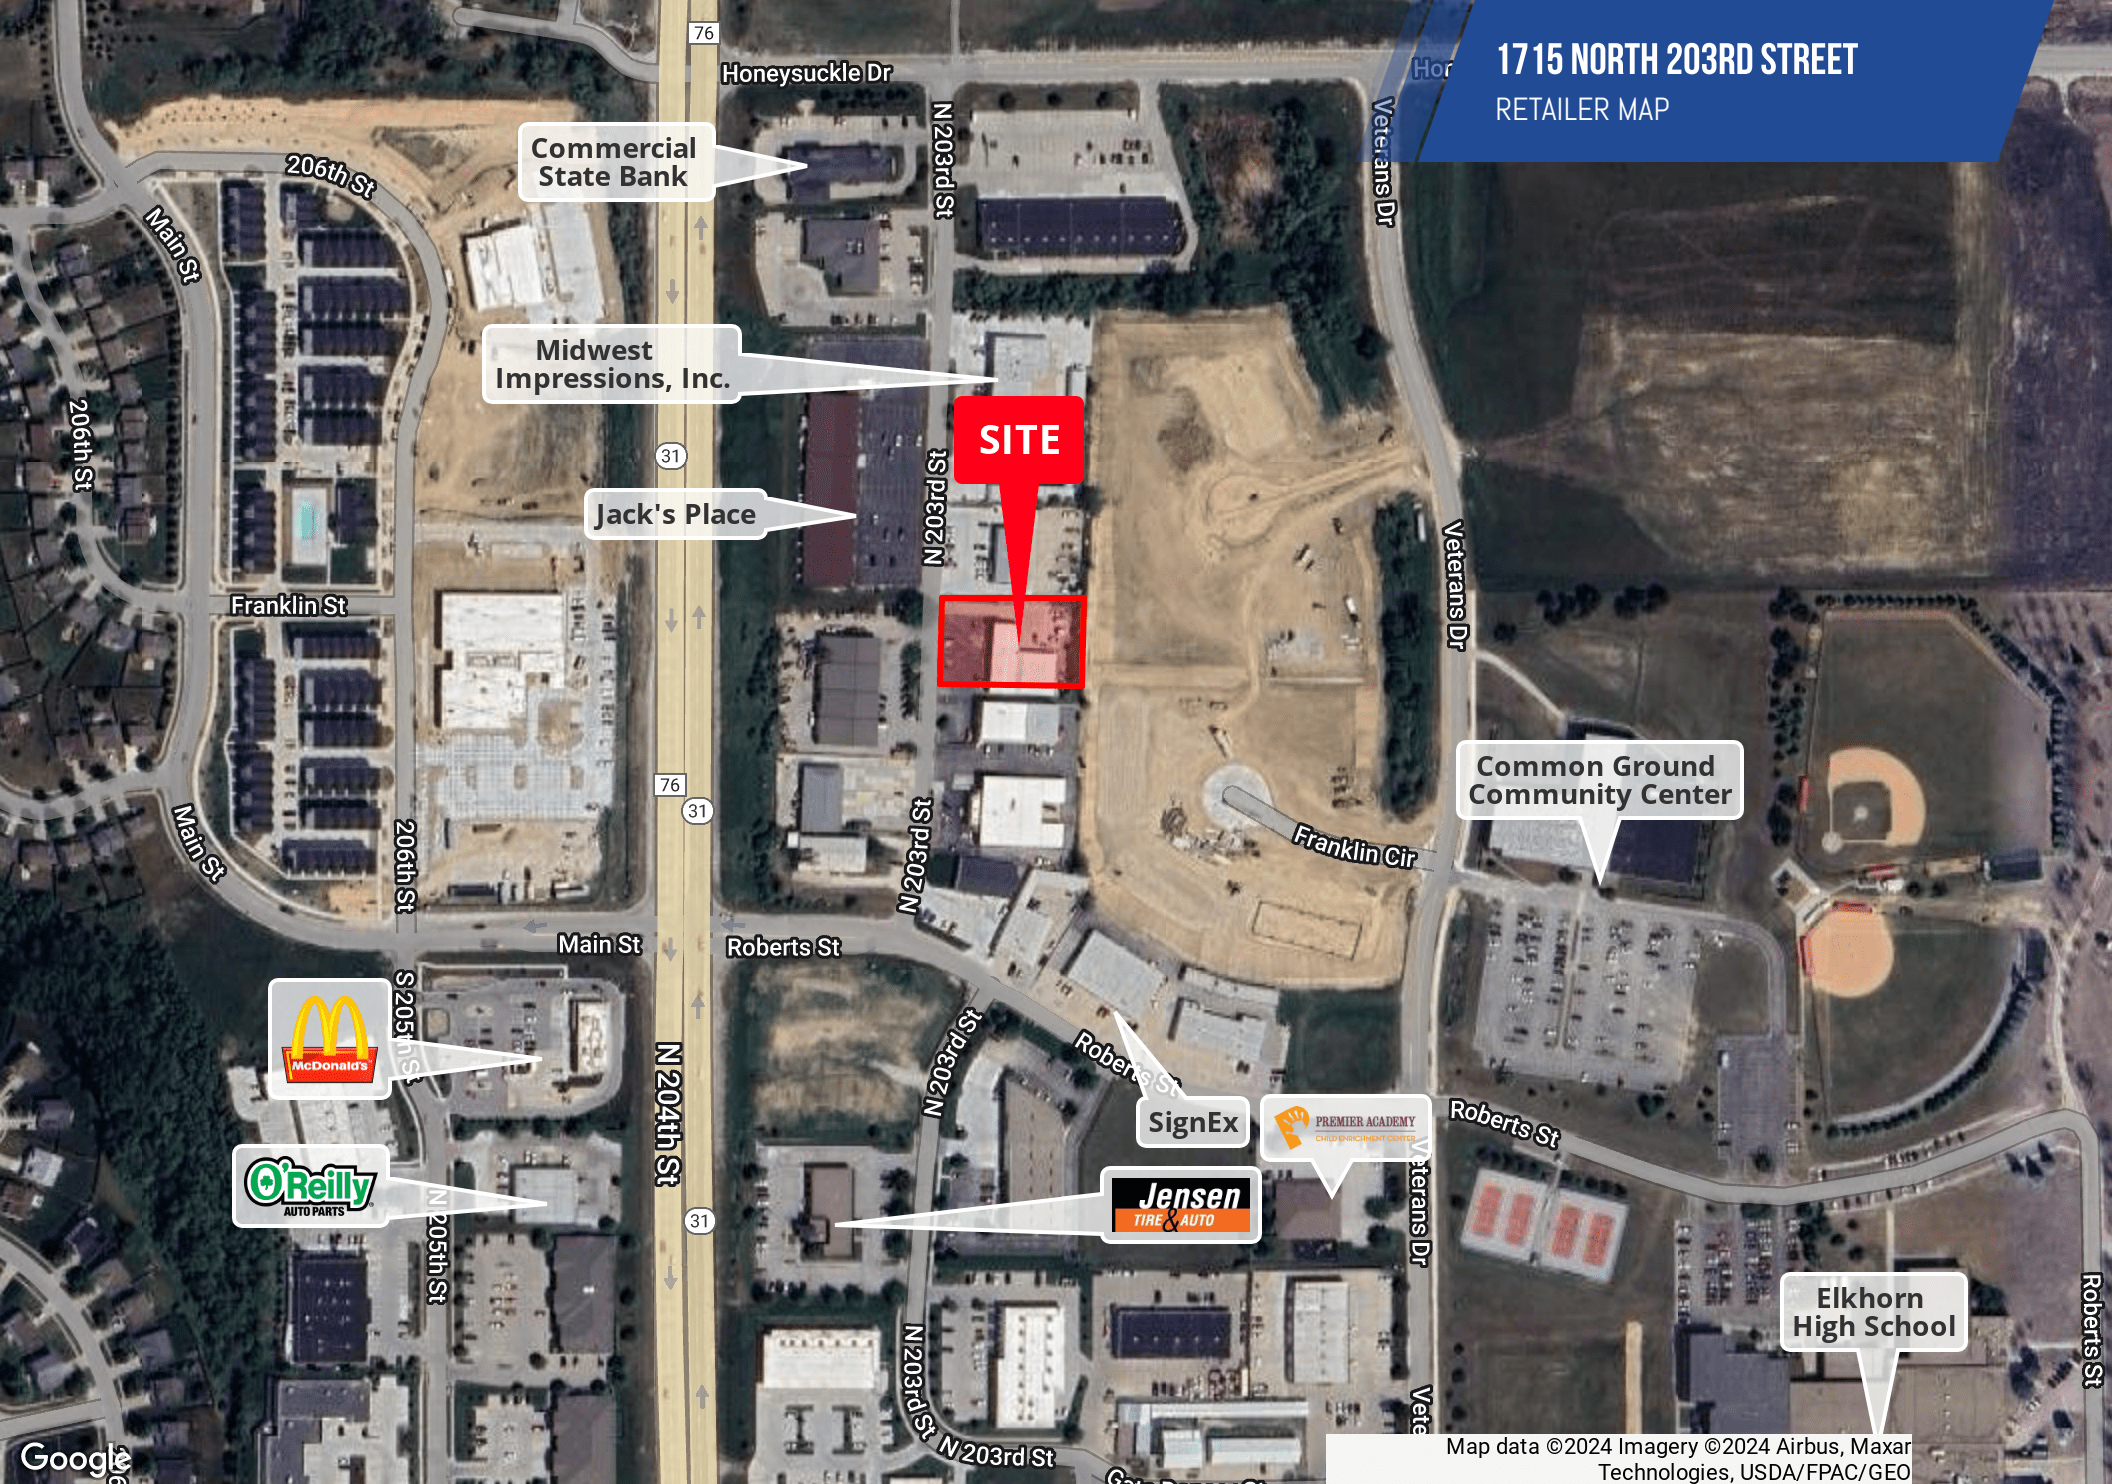 1715 NORTH 203RD STREET
RETAILER MAP
76
Honeysuckle Dr
Hor
Commercial
State Bank
N 203rd St
Veterans Dr
206th St
Main St
Midwest
Impressions, Inc.
206th St
31
SITE
N 203rd St
Jack's Place
Veterans Dr
Franklin St
76
31
Common Ground
Community Center
Main St
206th St
N 203rd St
Franklin Cir
Main St
Roberts St
S 205th St
McDonald's
N 203rd St
Roberts St
N 204th St
SignEx
PREMIER ACADEMY
CHILD ENRICHMENT CENTER
Roberts St
O'Reilly
AUTO PARTS
N 205th St
Jensen
TIRE & AUTO
Veterans Dr
31
Elkhorn
High School
Roberts St
N 203rd St
N 203rd St
Vete
Google
Map data ©2024 Imagery ©2024 Airbus, Maxar
Technologies, USDA/FPAC/GEO